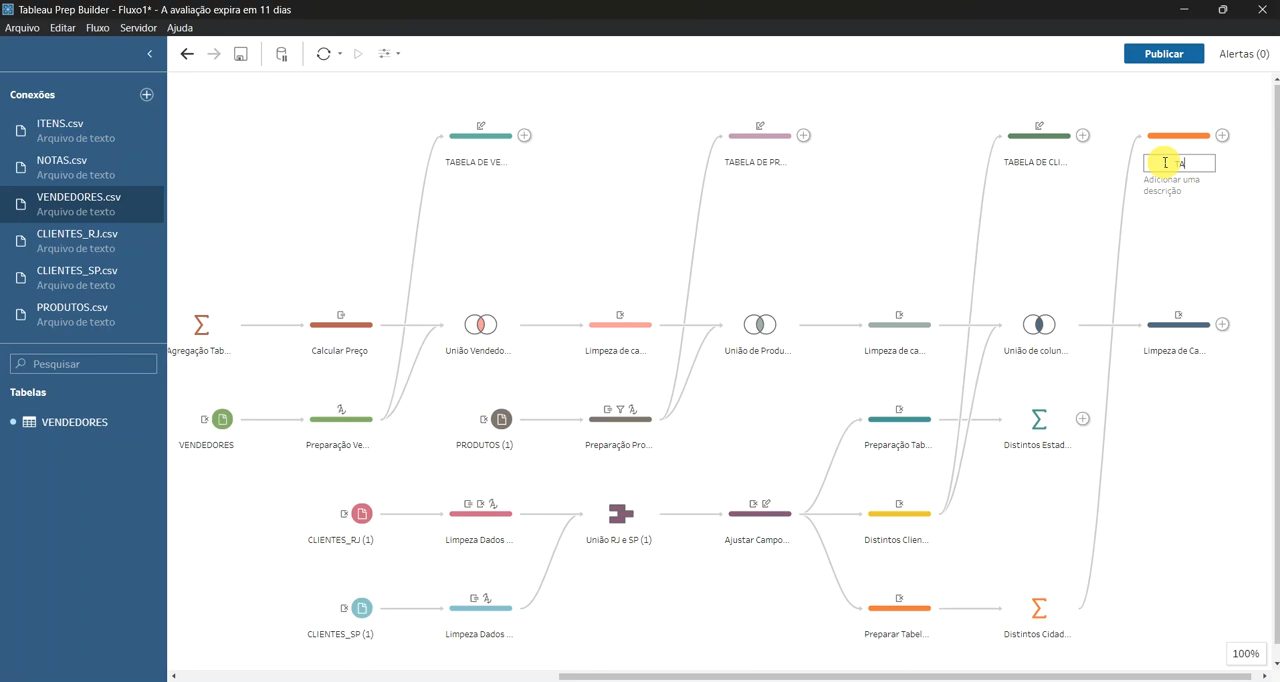 Tableau Prep Builder - Fluxo1* - A avaliação expira em 11 dias
Arquivo Editar Fluxo Servidor Ajuda
Publicar
Alertas (0)
Conexões
ITENS.csv
Arquivo de texto
NOTAS.csv
Arquivo de texto
VENDEDORES.csv
Arquivo de texto
CLIENTES_RJ.csv
Arquivo de texto
CLIENTES_SP.csv
Arquivo de texto
PRODUTOS.csv
Arquivo de texto
Pesquisar
Tabelas
VENDEDORES
TABELA DE VE...
TABELA DE PR...
TABELA DE CLI...
TA
Adicionar uma
descrição
Agregação Tab...
Calcular Preço
União Vendedo...
Limpeza de ca...
União de Produ...
Limpeza de ca...
União de colun...
Limpeza de Ca...
VENDEDORES
Preparação Ve...
PRODUTOS (1)
Preparação Pro...
Preparação Tab...
Distintos Estad...
CLIENTES_RJ (1)
Limpeza Dados ...
União RJ e SP (1)
Ajustar Campo...
Distintos Clien...
CLIENTES_SP (1)
Limpeza Dados ...
Preparar Tabel...
Distintos Cidad...
100%